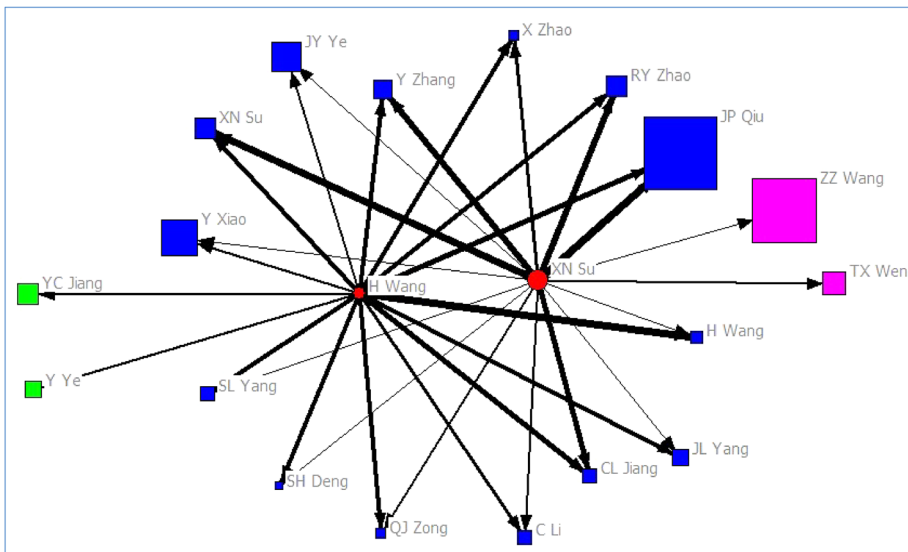 X Zhao
JY Ye
Y Zhang
RY Zhao
XN Su
JP Qiu
ZZ Wang
Y Xiao
XN Su
TX Wen
YC Jiang
H Wang
H Wang
Y Ye
SL Yang
JL Yang
SH Deng
CL Jiang
QJ Zong
C Li